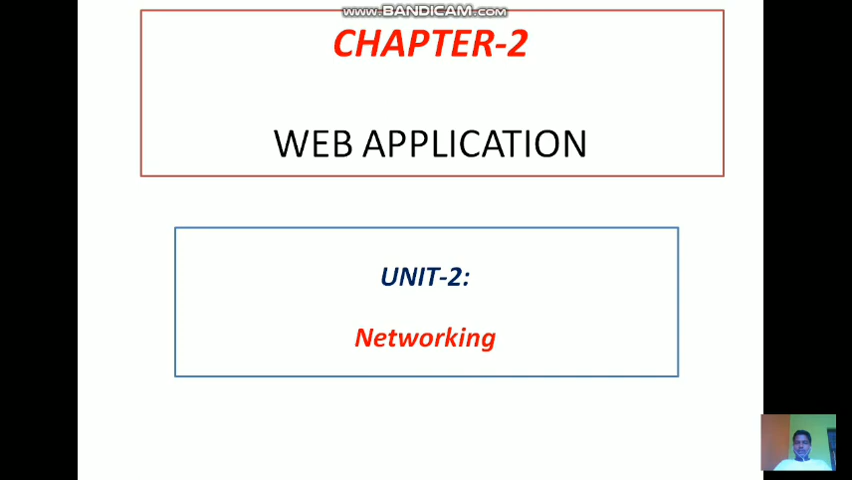 WWW.BANDICAM.COM
CHAPTER-2
WEB APPLICATION
UNIT-2:
Networking